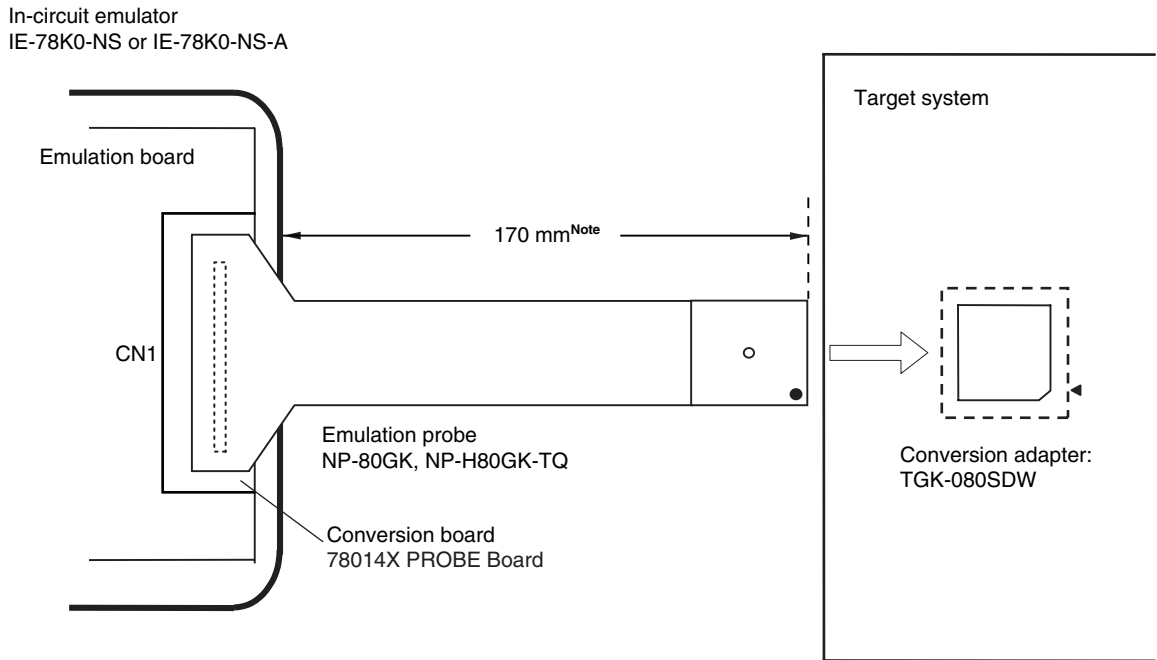 In-circuit emulator
IE-78K0-NS or IE-78K0-NS-A
Target system
Emulation board
170 mmNote
CN1
Emulation probe
NP-80GK, NP-H80GK-TQ
Conversion adapter:
TGK-080SDW
Conversion board
78014X PROBE Board